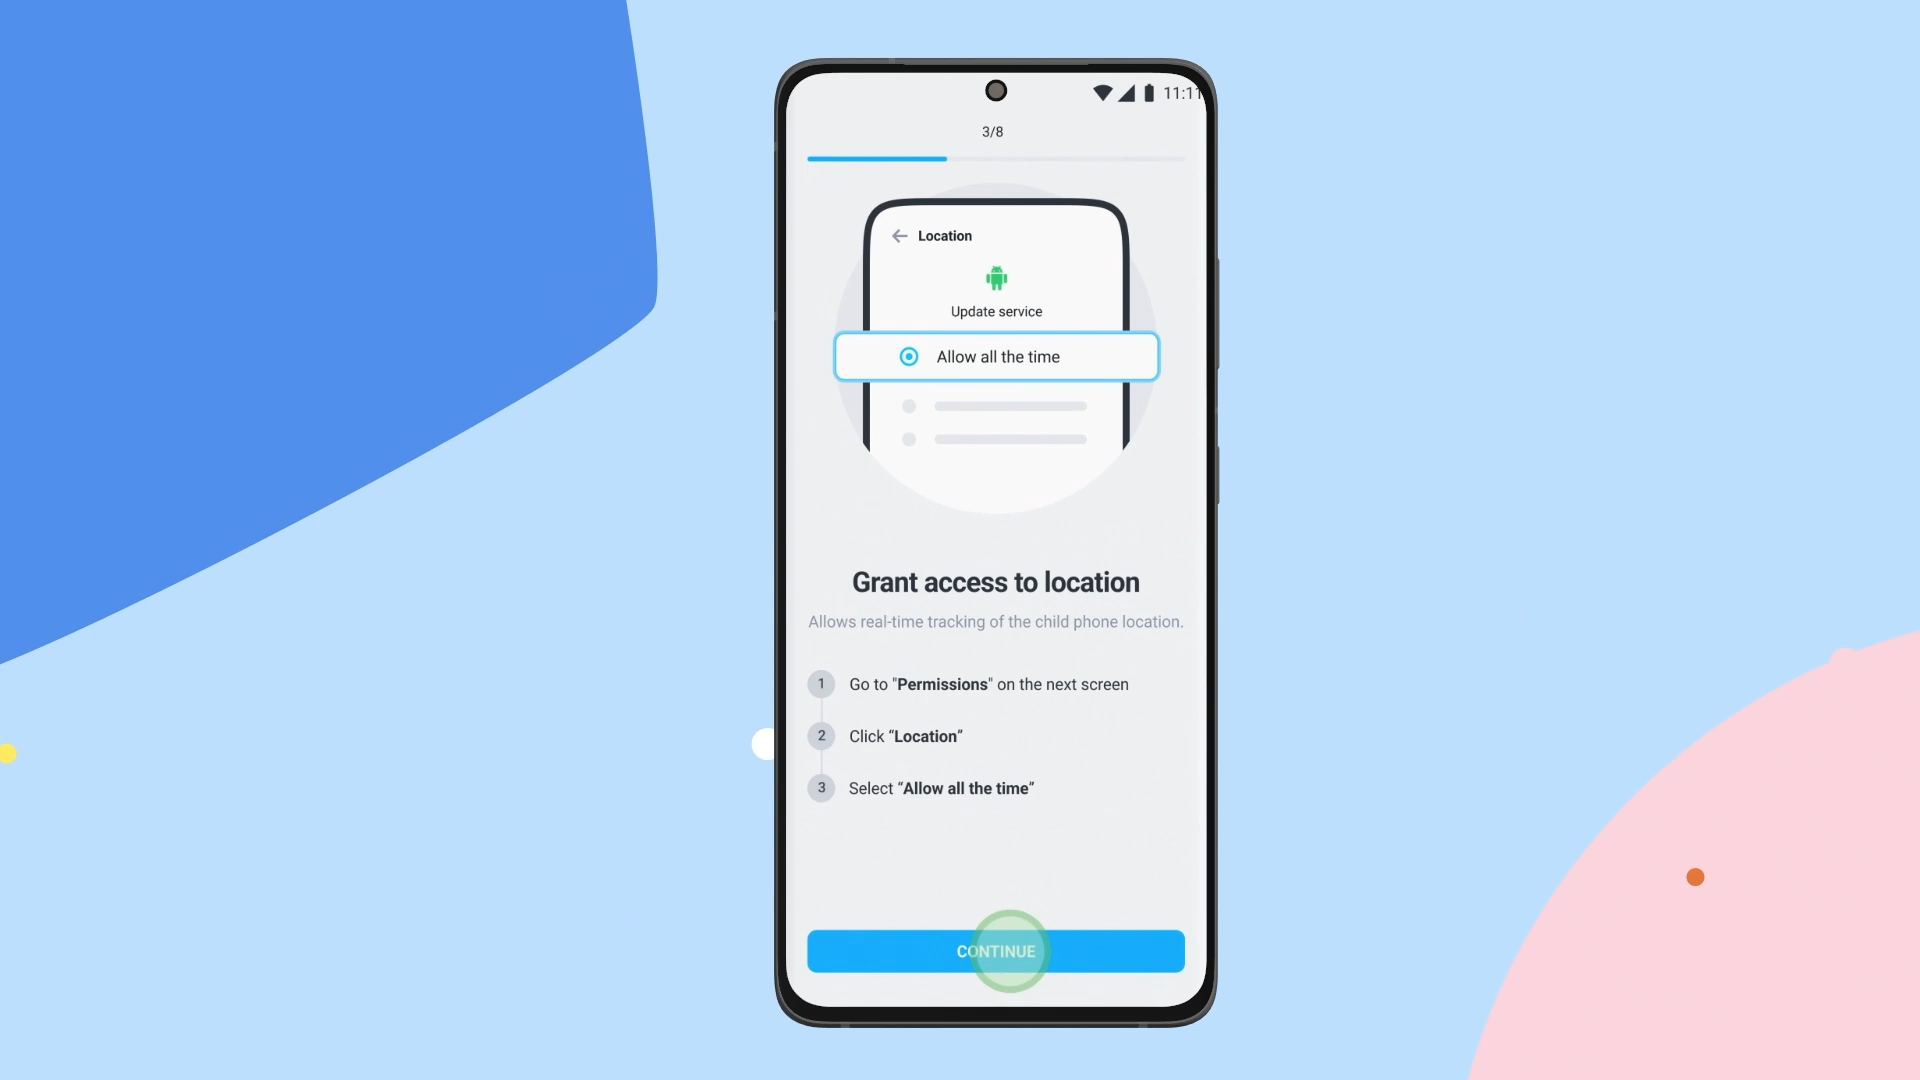 11:11
3/8
Location
Update service
Allow all the time
Grant access to location
Allows real-time tracking of the child phone location.
1 Go to "Permissions" on the next screen
2 Click “Location”
3 Select “Allow all the time”
CONTINUE